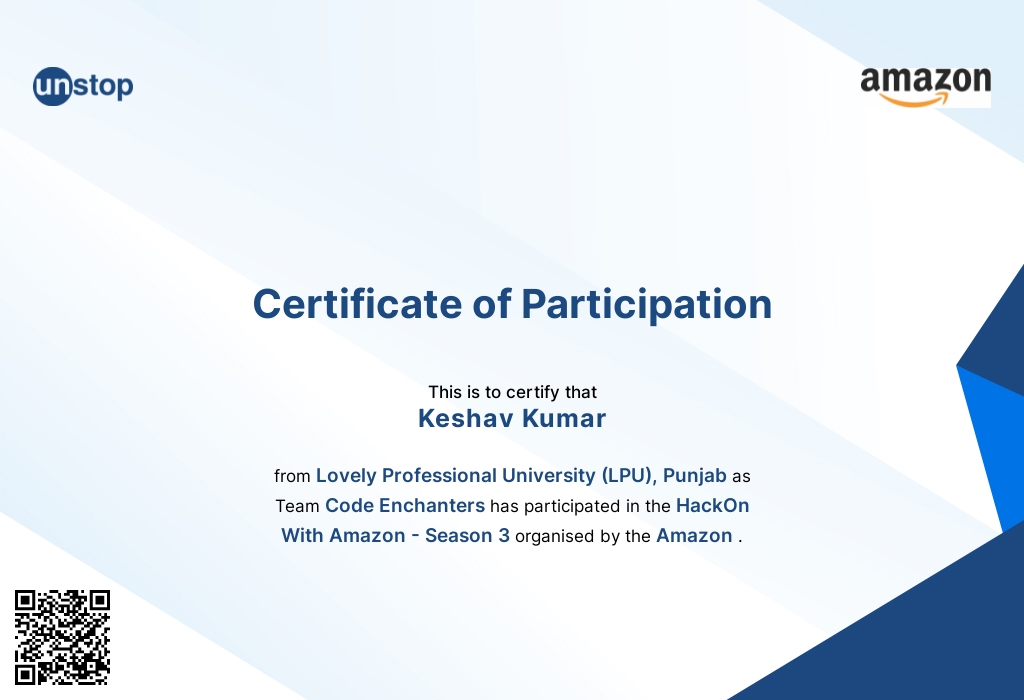 unstop
amazon
Certificate of Participation
This is to certify that
Keshav Kumar
from Lovely Professional University (LPU), Punjab as
Team Code Enchanters has participated in the HackOn
With Amazon - Season 3 organised by the Amazon .